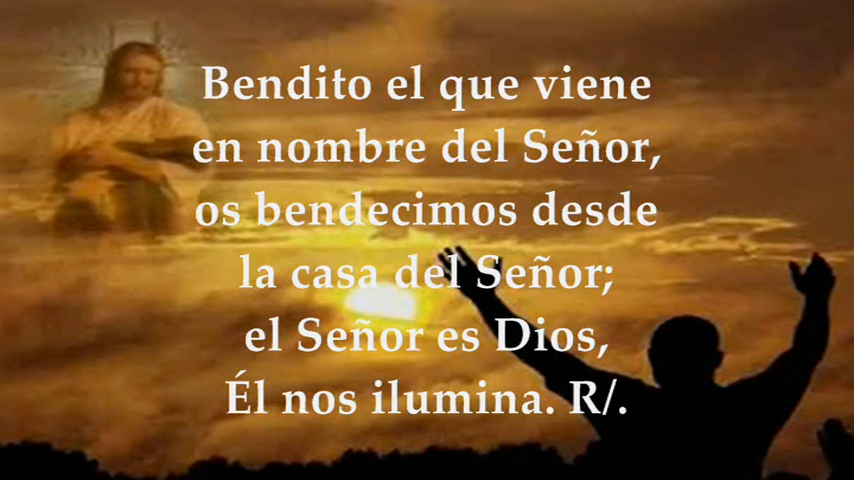 Bendito el que viene
en nombre del Señor,
os bendecimos desde
la casa del Señor;
el Señor es Dios,
Él nos ilumina. R/.